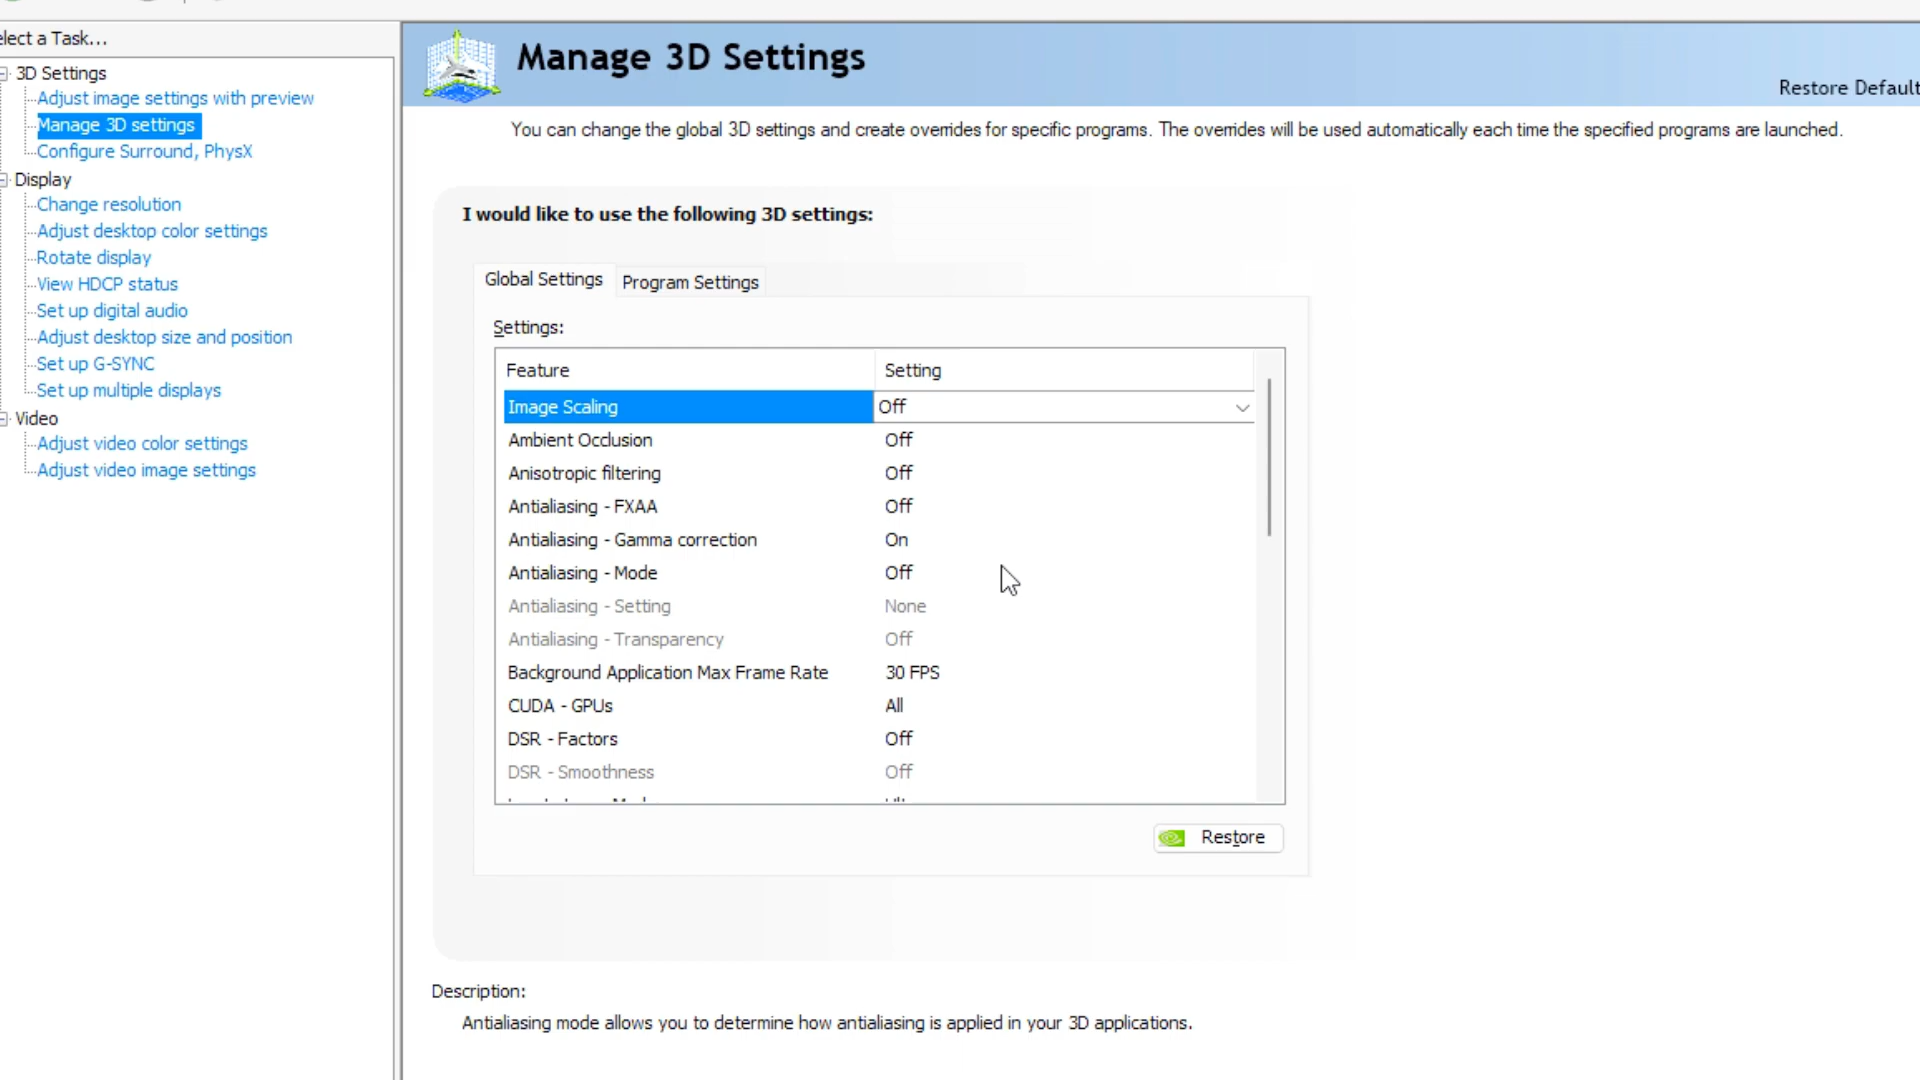 elect a Task...
3D Settings
Adjust image settings with preview
Manage 3D settings
Configure Surround, PhysX
Display
Change resolution
Adjust desktop color settings
Rotate display
View HDCP status
Set up digital audio
Adjust desktop size and position
Set up G-SYNC
Set up multiple displays
Video
Adjust video color settings
Adjust video image settings
Manage 3D Settings
Restore Default
You can change the global 3D settings and create overrides for specific programs. The overrides will be used automatically each time the specified programs are launched.
I would like to use the following 3D settings:
Global Settings Program Settings
Settings:
Feature Setting
Image Scaling Off
Ambient Occlusion Off
Anisotropic filtering Off
Antialiasing - FXAA Off
Antialiasing - Gamma correction On
Antialiasing - Mode Off
Antialiasing - Setting None
Antialiasing - Transparency Off
Background Application Max Frame Rate 30 FPS
CUDA - GPUs All
DSR - Factors Off
DSR - Smoothness Off
Restore
Description:
Antialiasing mode allows you to determine how antialiasing is applied in your 3D applications.